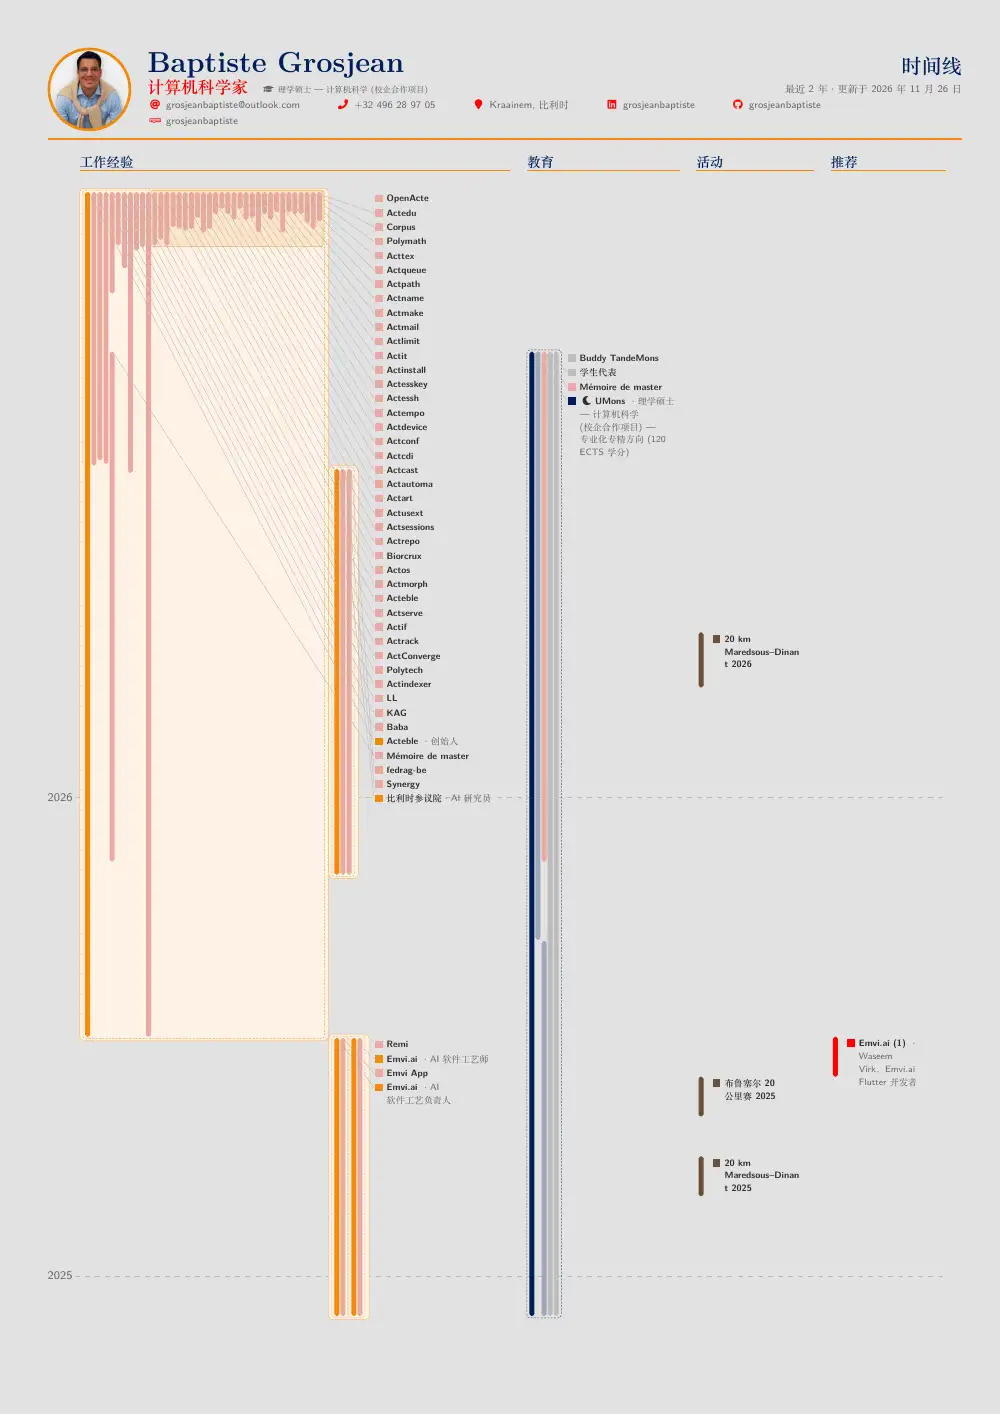 Baptiste Grosjean
时间线
计算机科学家 理学硕士 — 计算机科学 (校企合作项目)
最近 2 年 · 更新于 2026 年 11 月 26 日
grosjeanbaptiste@outlook.com +32 496 28 97 05 Kraainem, 比利时 grosjeanbaptiste grosjeanbaptiste
grosjeanbaptiste
工作经验 教育 活动 推荐
OpenActe
Actedu
Corpus
Polymath
Acttex
Actqueue
Actpath
Actname
Actmake
Actmail
Actlimit
Actit
Actinstall
Actesskey
Actessh
Actempo
Actdevice
Actconf
Actcdi
Actcast
Actautoma
Actart
Actusext
Actsessions
Actrepo
Biorcrux
Actos
Actmorph
Acteble
Actserve
Actif
Actrack
ActConverge
Polytech
Actindexer
LL
KAG
Baba
Acteble · 创始人
Mémoire de master
fedrag-be
Synergy
比利时参议院 · AI 研究员
Buddy TandeMons
学生代表
Mémoire de master
UMons · 理学硕士
— 计算机科学
(校企合作项目) —
专业化专精方向 (120
ECTS 学分)
20 km
Maredsous–Dinan
t 2026
2026
Remi
Emvi.ai · AI 软件工艺师
Emvi App
Emvi.ai · AI
软件工艺负责人
Emvi.ai (1) ·
Waseem
Virk, Emvi.ai
Flutter 开发者
布鲁塞尔 20
公里赛 2025
20 km
Maredsous–Dinan
t 2025
2025